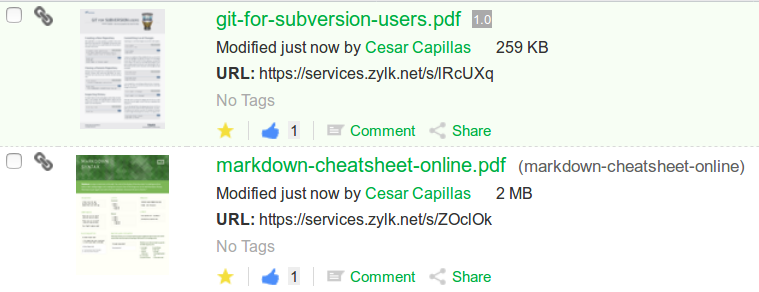 git-for-subversion-users.pdf 1.0
Modified just now by Cesar Capillas 259 KB
URL: https://services.zylk.net/s/lRcUXq
No Tags
1 Comment Share
markdown-cheatsheet-online.pdf (markdown-cheatsheet-online)
Modified just now by Cesar Capillas 2 MB
URL: https://services.zylk.net/s/ZOclOk
No Tags
1 Comment Share